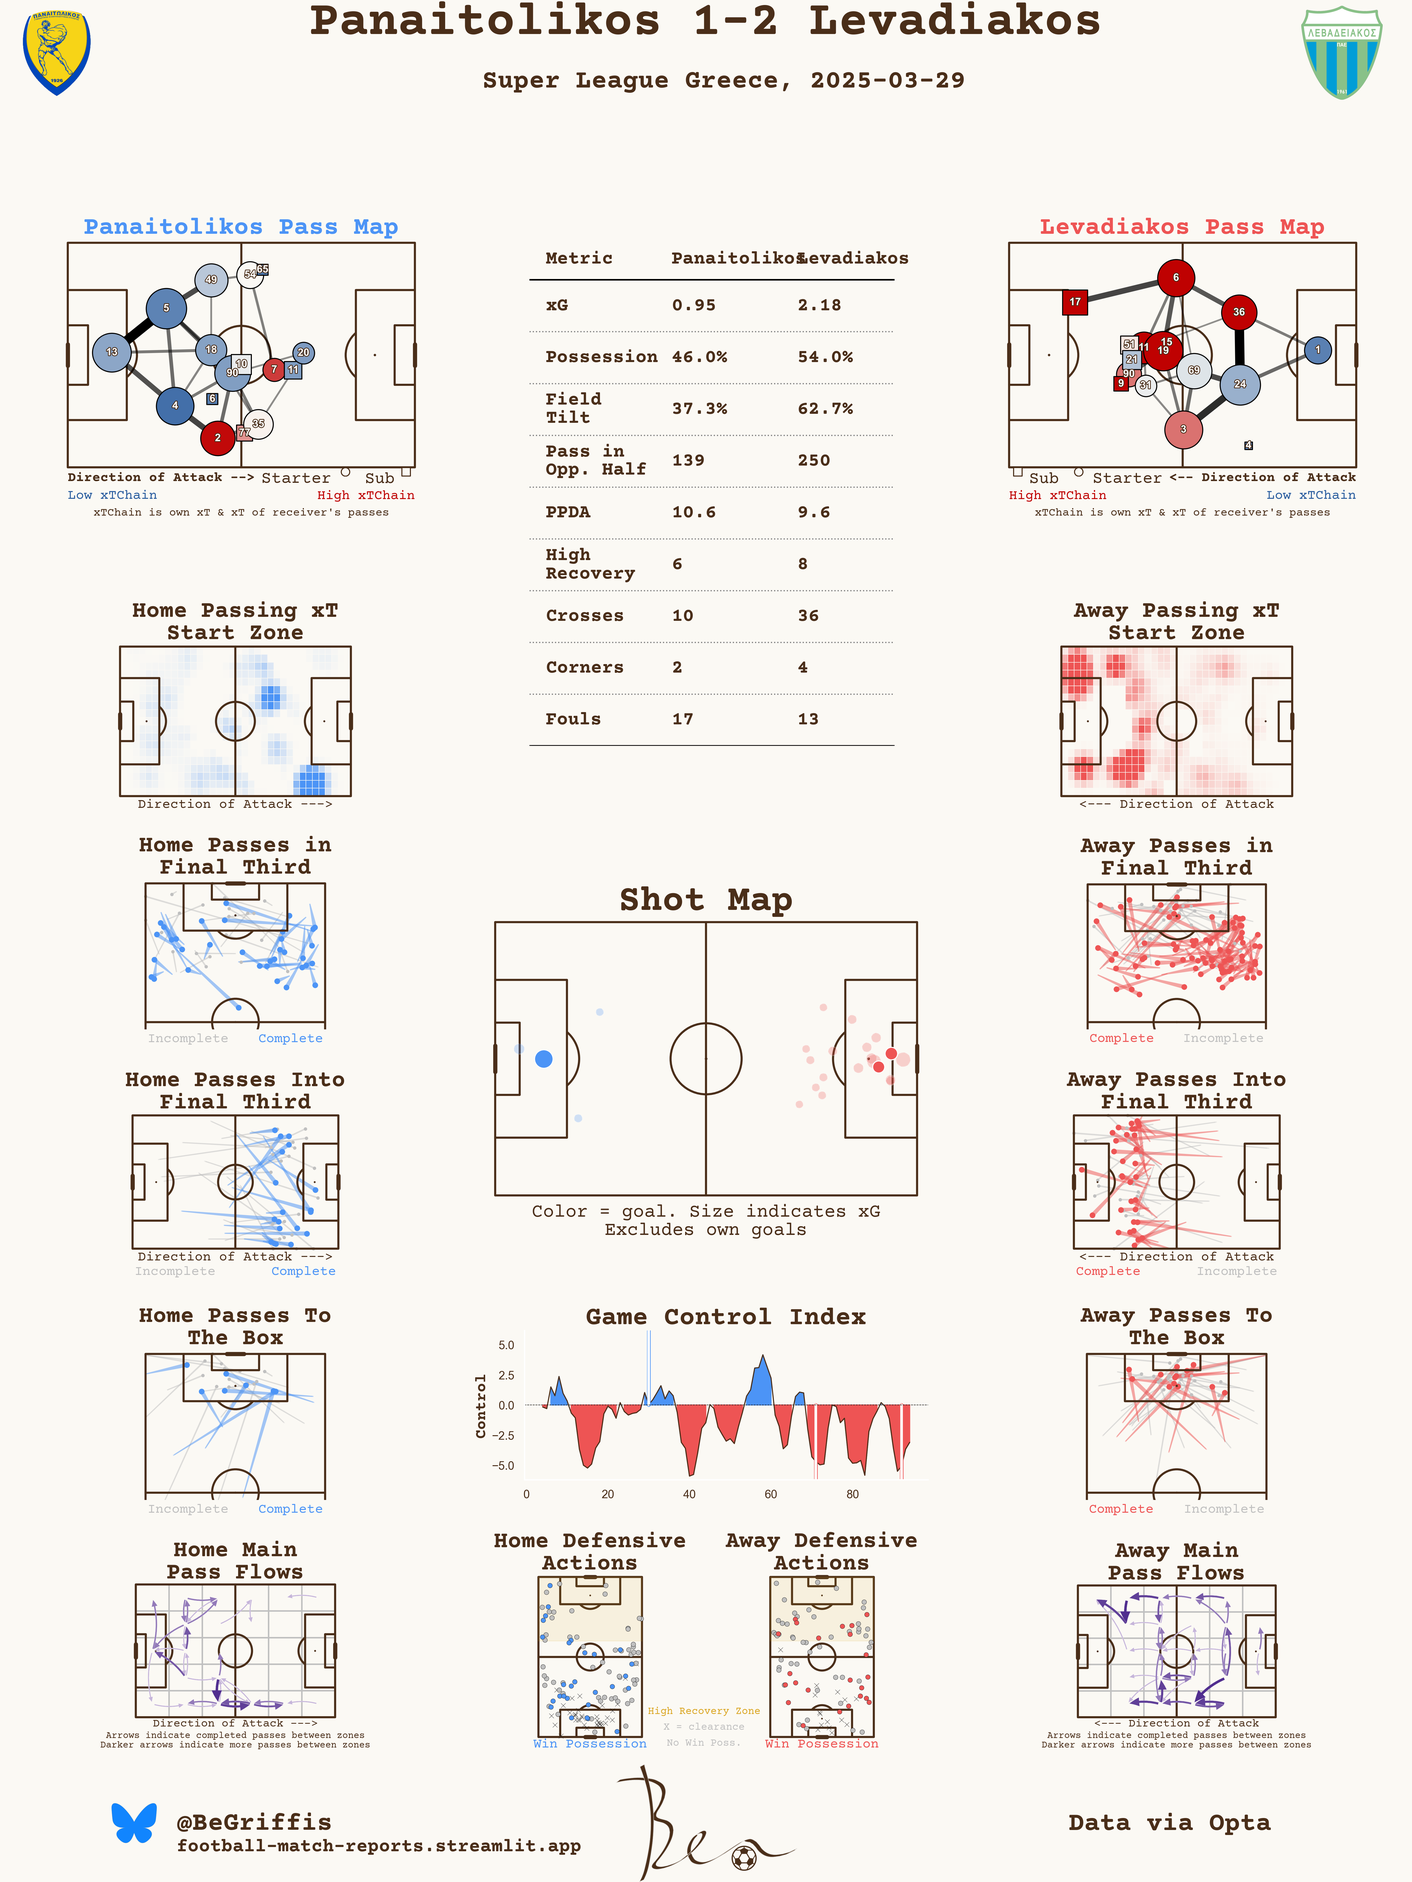 Panaitolikos 1-2 Levadiakos
Super League Greece, 2025-03-29
ΠΑΝΑΙΤΩΛΙΚΟΣ
1926
ΛΕΒΑΔΕΙΑΚΟΣ
ΠΑΕ
1961
Panaitolikos Pass Map
49
54
65
5
13
18
10
90
7
11
20
6
4
2
77
35
Direction of Attack --> Starter Sub
Low xTChain High xTChain
xTChain is own xT & xT of receiver's passes
Metric Panaitolikos Levadiakos
xG 0.95 2.18
Possession 46.0% 54.0%
Field
Tilt 37.3% 62.7%
Pass in
Opp. Half 139 250
PPDA 10.6 9.6
High
Recovery 6 8
Crosses 10 36
Corners 2 4
Fouls 17 13
Levadiakos Pass Map
6
17
36
51
11
15
19
21
1
90
69
9
31
24
3
4
Sub Starter <-- Direction of Attack
High xTChain Low xTChain
xTChain is own xT & xT of receiver's passes
Home Passing xT
Start Zone
Direction of Attack --->
Away Passing xT
Start Zone
<--- Direction of Attack
Home Passes in
Final Third
Incomplete Complete
Away Passes in
Final Third
Complete Incomplete
Shot Map
Color = goal. Size indicates xG
Excludes own goals
Home Passes Into
Final Third
Direction of Attack --->
Incomplete Complete
Away Passes Into
Final Third
<--- Direction of Attack
Complete Incomplete
Home Passes To
The Box
Incomplete Complete
Game Control Index
Control
5.0
2.5
0.0
−2.5
−5.0
0 20 40 60 80
Away Passes To
The Box
Complete Incomplete
Home Main
Pass Flows
Direction of Attack --->
Arrows indicate completed passes between zones
Darker arrows indicate more passes between zones
Home Defensive
Actions
Win Possession
Away Defensive
Actions
Win Possession
High Recovery Zone
X = clearance
No Win Poss.
Away Main
Pass Flows
<--- Direction of Attack
Arrows indicate completed passes between zones
Darker arrows indicate more passes between zones
@BeGriffis
football-match-reports.streamlit.app
Ben
Data via Opta